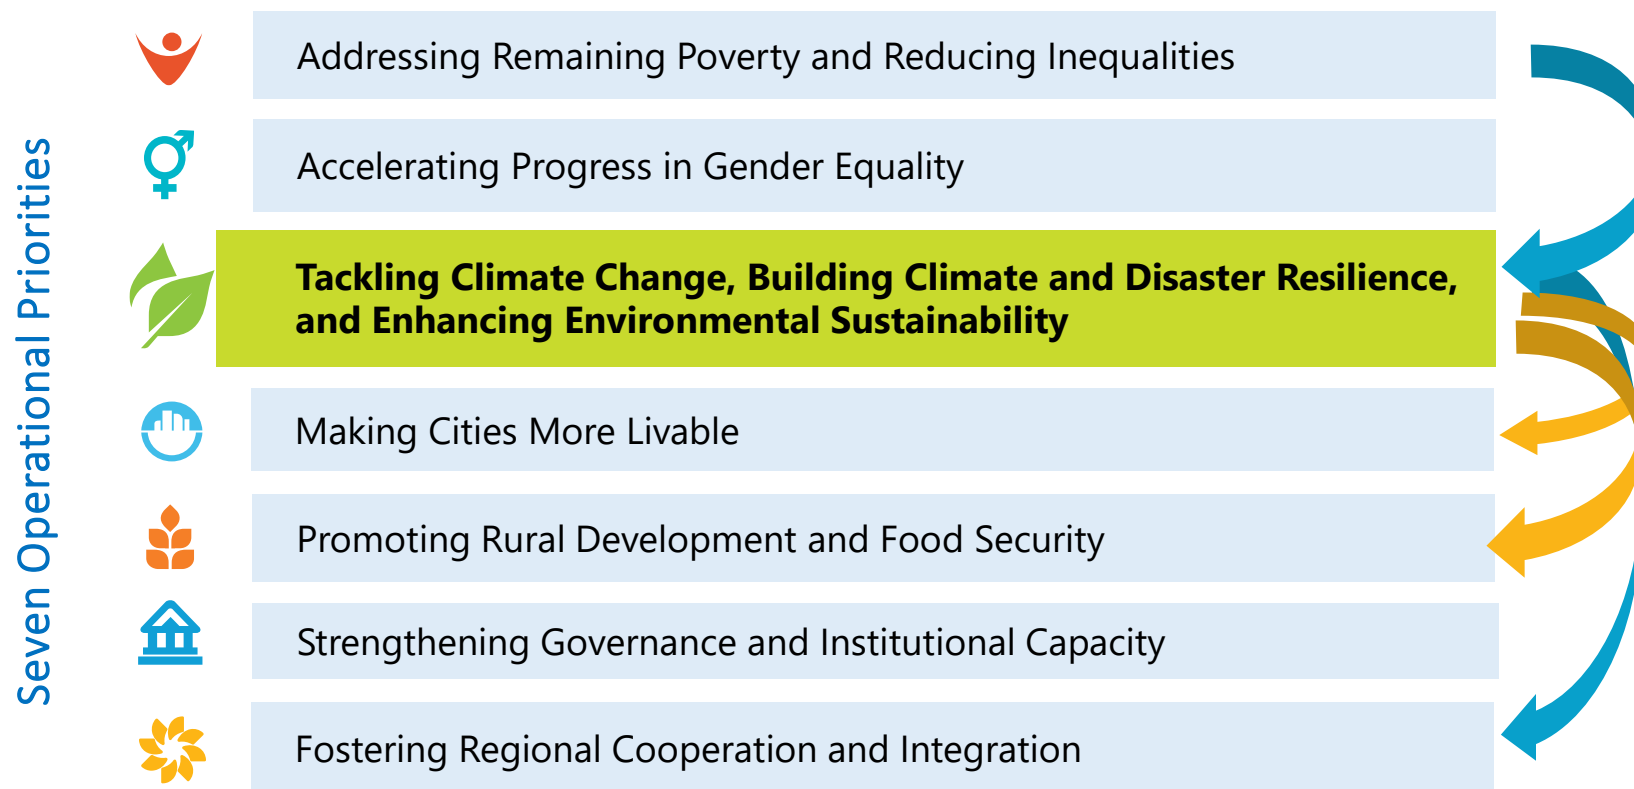 Seven Operational Priorities
Addressing Remaining Poverty and Reducing Inequalities
Accelerating Progress in Gender Equality
Tackling Climate Change, Building Climate and Disaster Resilience,
and Enhancing Environmental Sustainability
Making Cities More Livable
Promoting Rural Development and Food Security
Strengthening Governance and Institutional Capacity
Fostering Regional Cooperation and Integration